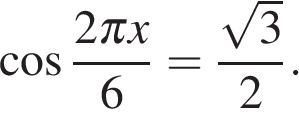 cos 2πx/6 = √3/2.